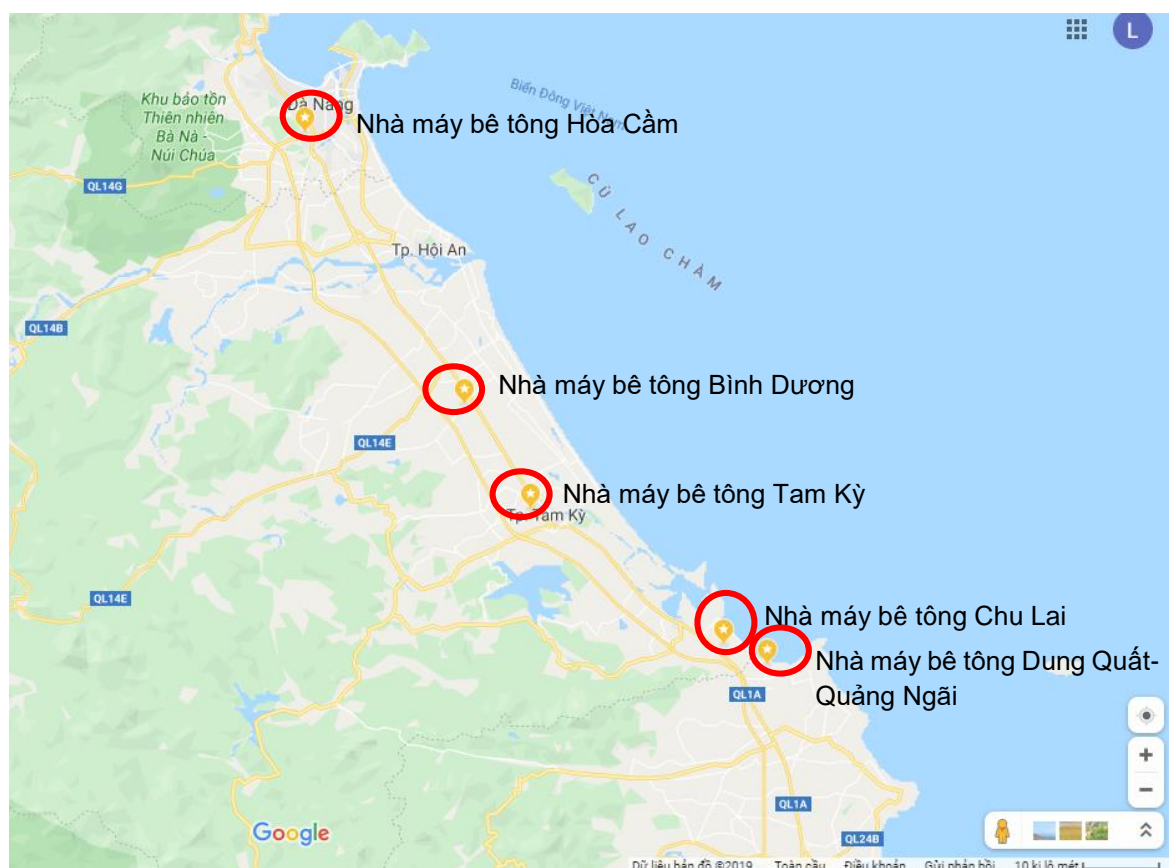 L
Biển Đông Việt Nam
Khu bảo tồn
Thiên nhiên
Bà Nà -
Núi Chúa
Đà Nẵng
Nhà máy bê tông Hòa Cầm
QL14G
CÙ LAO CHÀM
Tp. Hội An
QL14B
Nhà máy bê tông Bình Dương
QL14E
Nhà máy bê tông Tam Kỳ
Tp. Tam Kỳ
QL14E
Nhà máy bê tông Chu Lai
Nhà máy bê tông Dung Quất-
Quảng Ngãi
QL1A
QL1A
Google
QL24B
Dữ liệu bản đồ ©2019 Toàn cầu Điều khoản Gửi phản hồi 10 ki lô mét